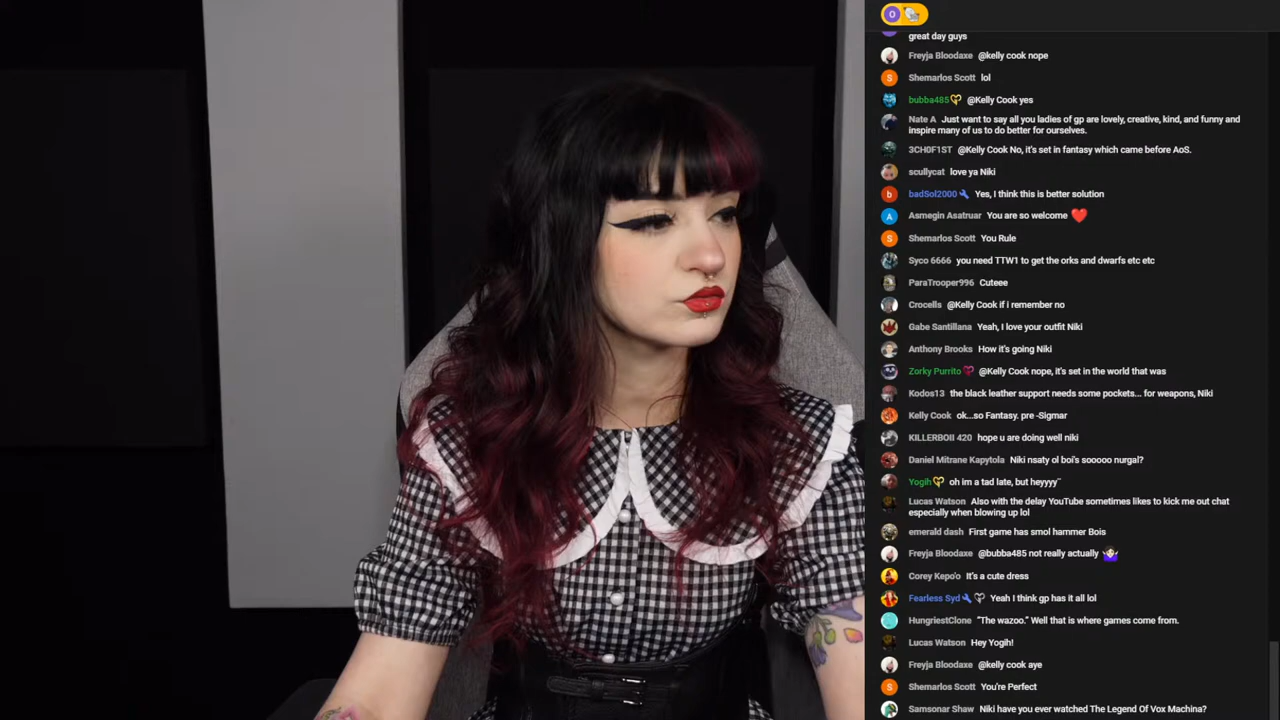 O
great day guys
Freyja Bloodaxe @kelly cook nope
S Shemarlos Scott lol
bubba485 @Kelly Cook yes
Nate A Just want to say all you ladies of gp are lovely, creative, kind, and funny and
inspire many of us to do better for ourselves.
3CH0F1ST @Kelly Cook No, it's set in fantasy which came before AoS.
scullycat love ya Niki
b badSol2000 Yes, I think this is better solution
A Asmegin Asatruar You are so welcome
S Shemarlos Scott You Rule
Syco 6666 you need TTW1 to get the orks and dwarfs etc etc
ParaTrooper996 Cuteee
Crocells @Kelly Cook if i remember no
Gabe Santillana Yeah, I love your outfit Niki
Anthony Brooks How it's going Niki
Zorky Purrito @Kelly Cook nope, it's set in the world that was
Kodos13 the black leather support needs some pockets... for weapons, Niki
Kelly Cook ok...so Fantasy. pre -Sigmar
KILLERBOII 420 hope u are doing well niki
Daniel Mitrane Kapytola Niki nsaty ol boi's sooooo nurgal?
Yogih oh im a tad late, but heyyyy~
Lucas Watson Also with the delay YouTube sometimes likes to kick me out chat
especially when blowing up lol
emerald dash First game has smol hammer Bois
Freyja Bloodaxe @bubba485 not really actually
Corey Kepo'o It's a cute dress
Fearless Syd Yeah I think gp has it all lol
HungriestClone "The wazoo." Well that is where games come from.
Lucas Watson Hey Yogih!
Freyja Bloodaxe @kelly cook aye
S Shemarlos Scott You're Perfect
Samsonar Shaw Niki have you ever watched The Legend Of Vox Machina?